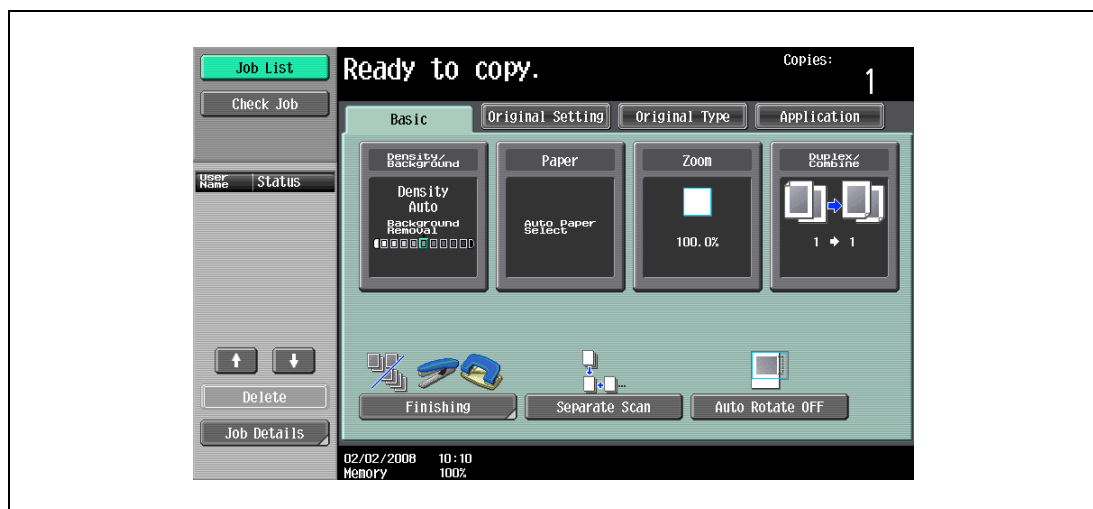 Job List
Check Job
User Name
Status
Delete
Job Details
Ready to copy.
Copies:
1
Basic
Original Setting
Original Type
Application
Density/
Background
Density
Auto
Background
Removal
Paper
Auto Paper
Select
Zoom
100.0%
Duplex/
Combine
1 → 1
Finishing
Separate Scan
Auto Rotate OFF
02/02/2008 10:10
Memory 100%